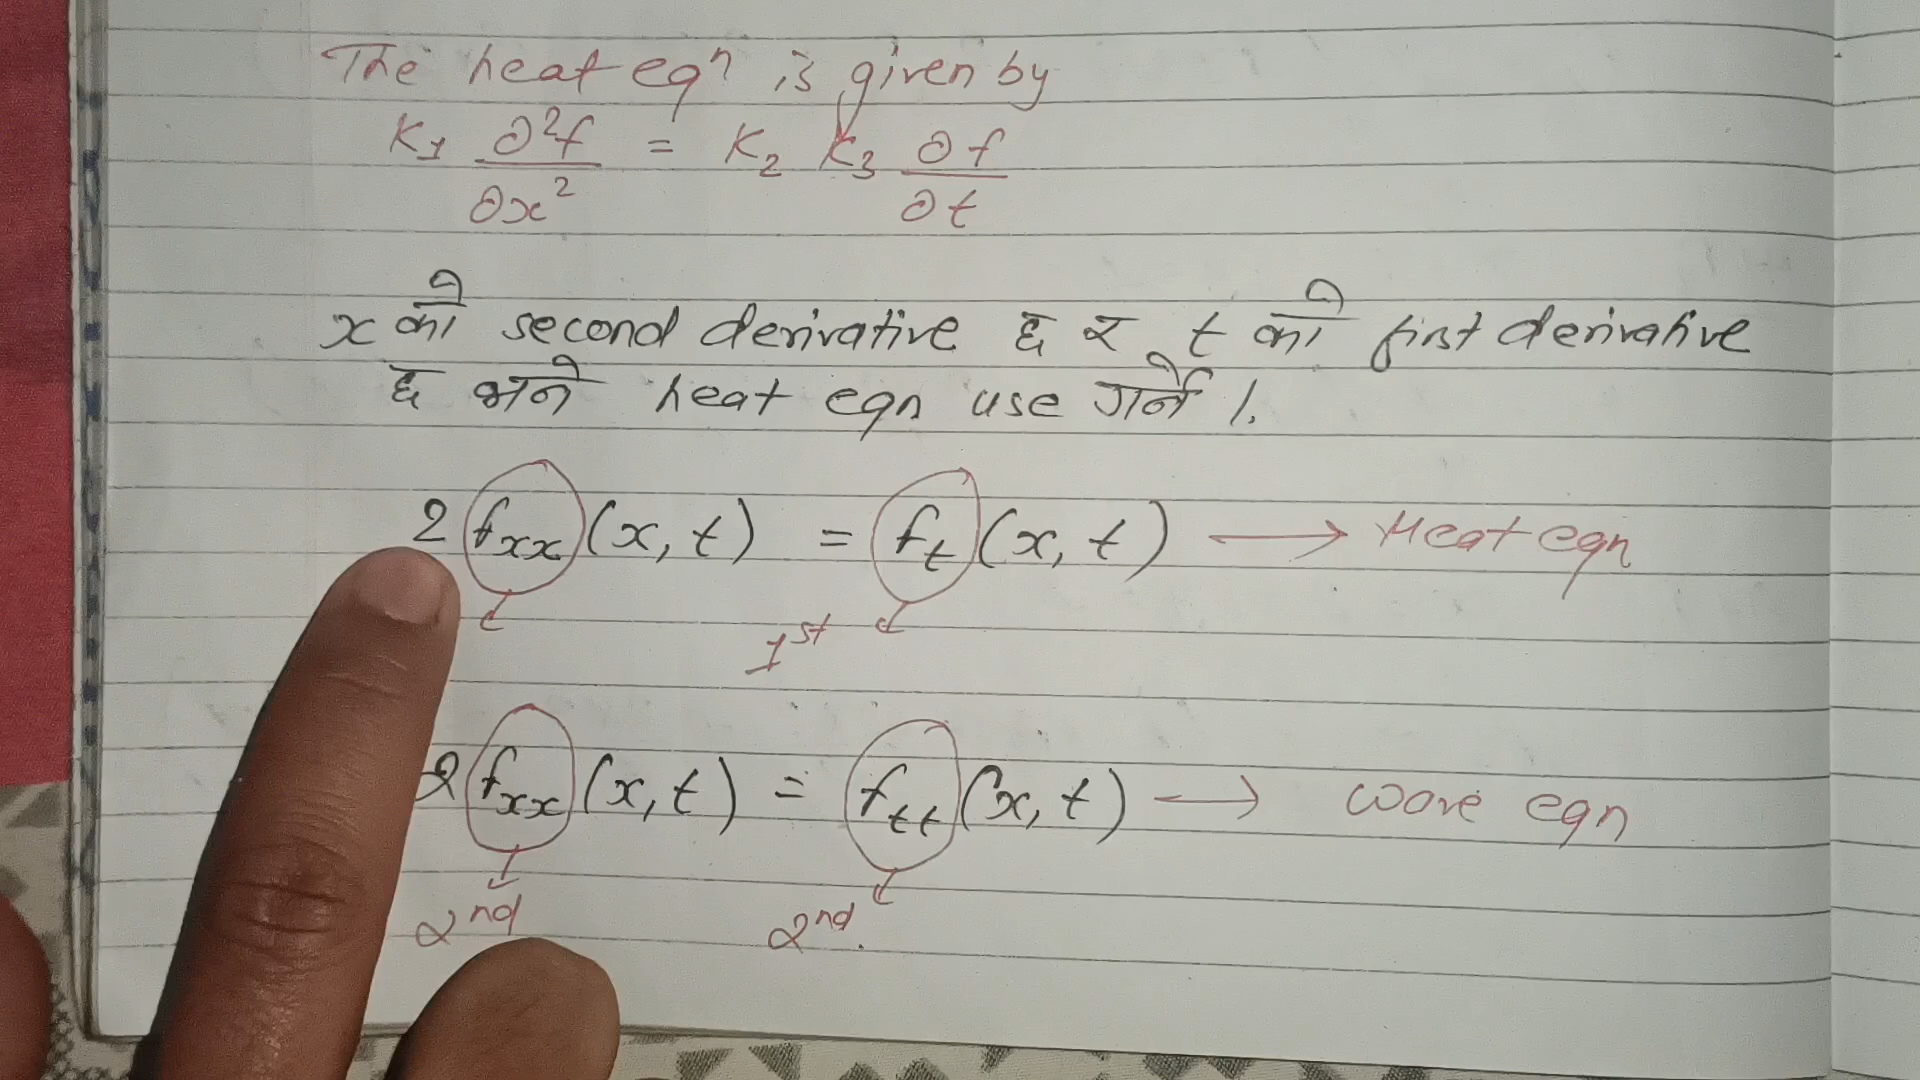 The heat eqⁿ is given by
K₁ ∂²f/∂x² = K₂ K₃ ∂f/∂t
x को second derivative छ र t को first derivative
छ भने heat eqn use गर्ने ।.
2 fₓₓ (x, t) = fₜ (x, t) → Heat eqn
1ˢᵗ
2 fₓₓ (x, t) = fₜₜ (x, t) → wave eqn
2ⁿᵈ 2ⁿᵈ.